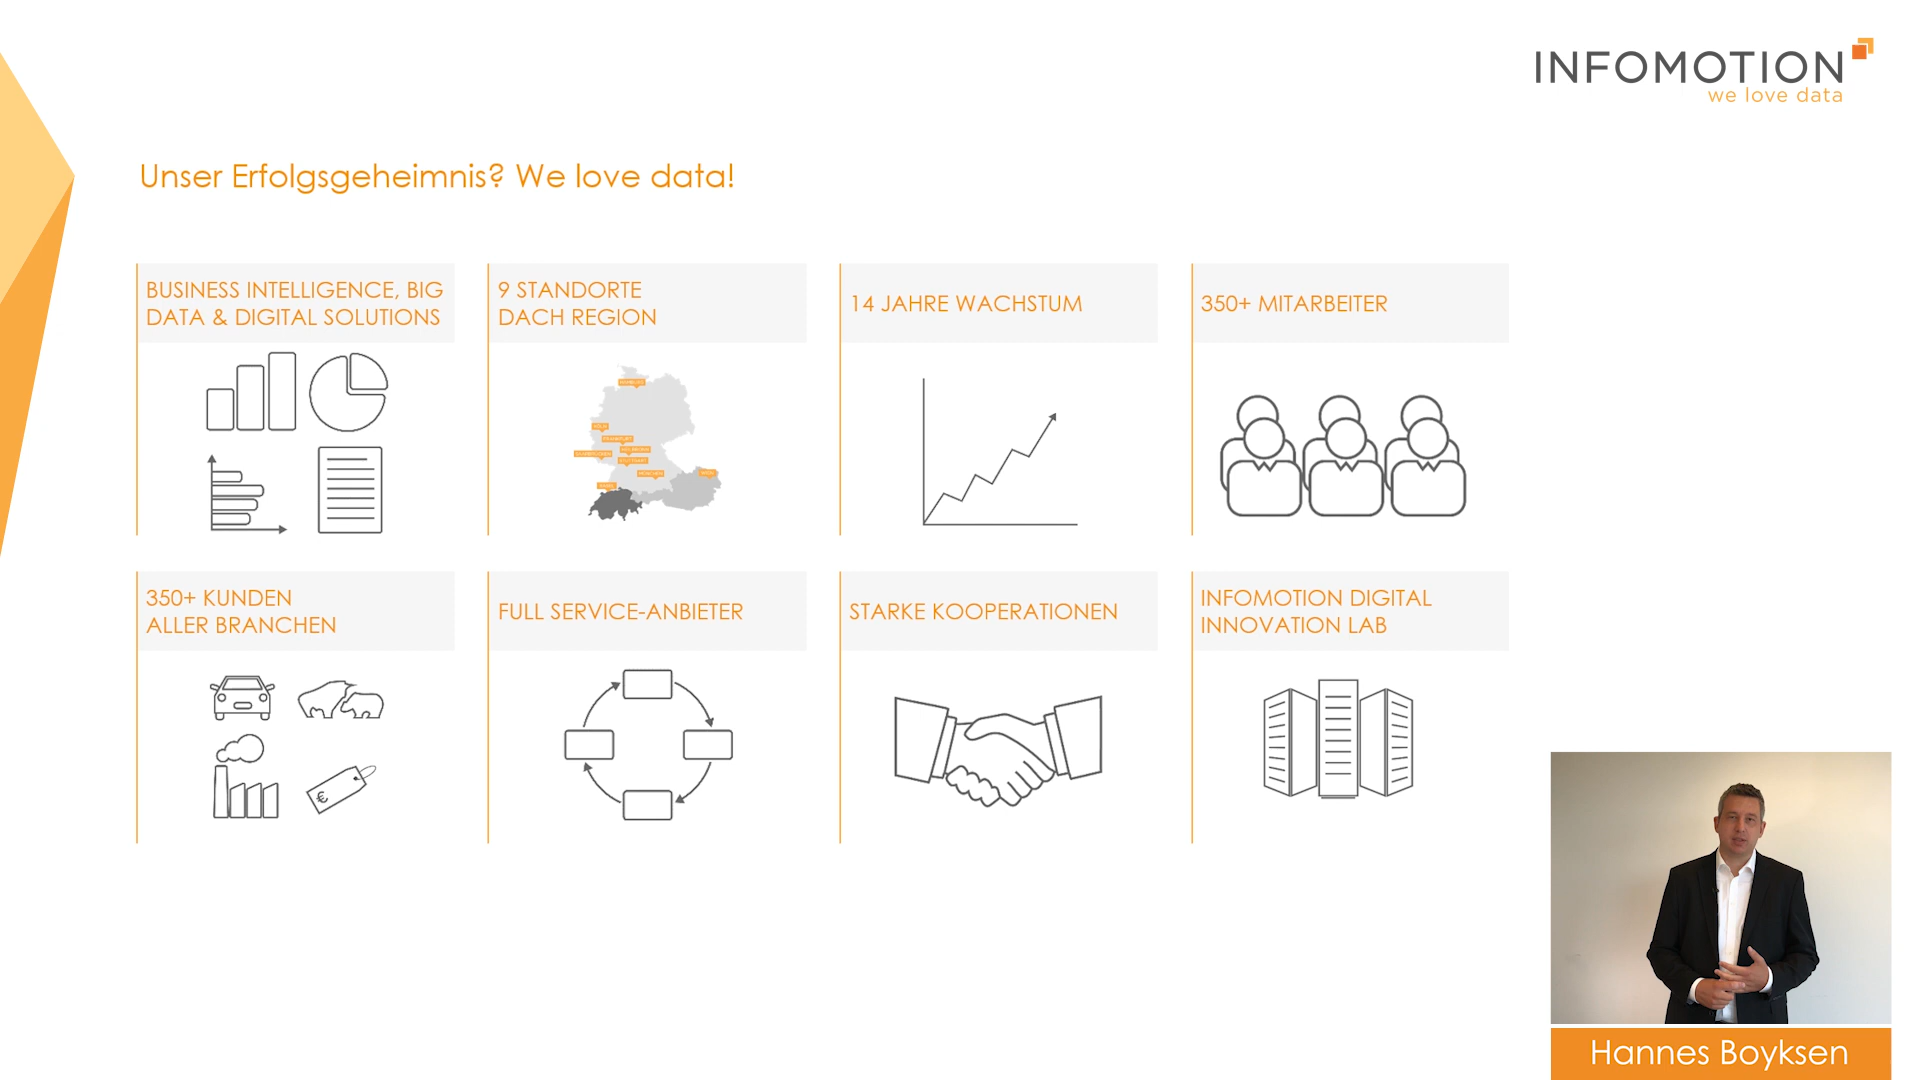 INFOMOTION
we love data
Unser Erfolgsgeheimnis? We love data!
BUSINESS INTELLIGENCE, BIG
DATA & DIGITAL SOLUTIONS
9 STANDORTE
DACH REGION
14 JAHRE WACHSTUM
350+ MITARBEITER
350+ KUNDEN
ALLER BRANCHEN
€
FULL SERVICE-ANBIETER
STARKE KOOPERATIONEN
INFOMOTION DIGITAL
INNOVATION LAB
Hannes Boyksen